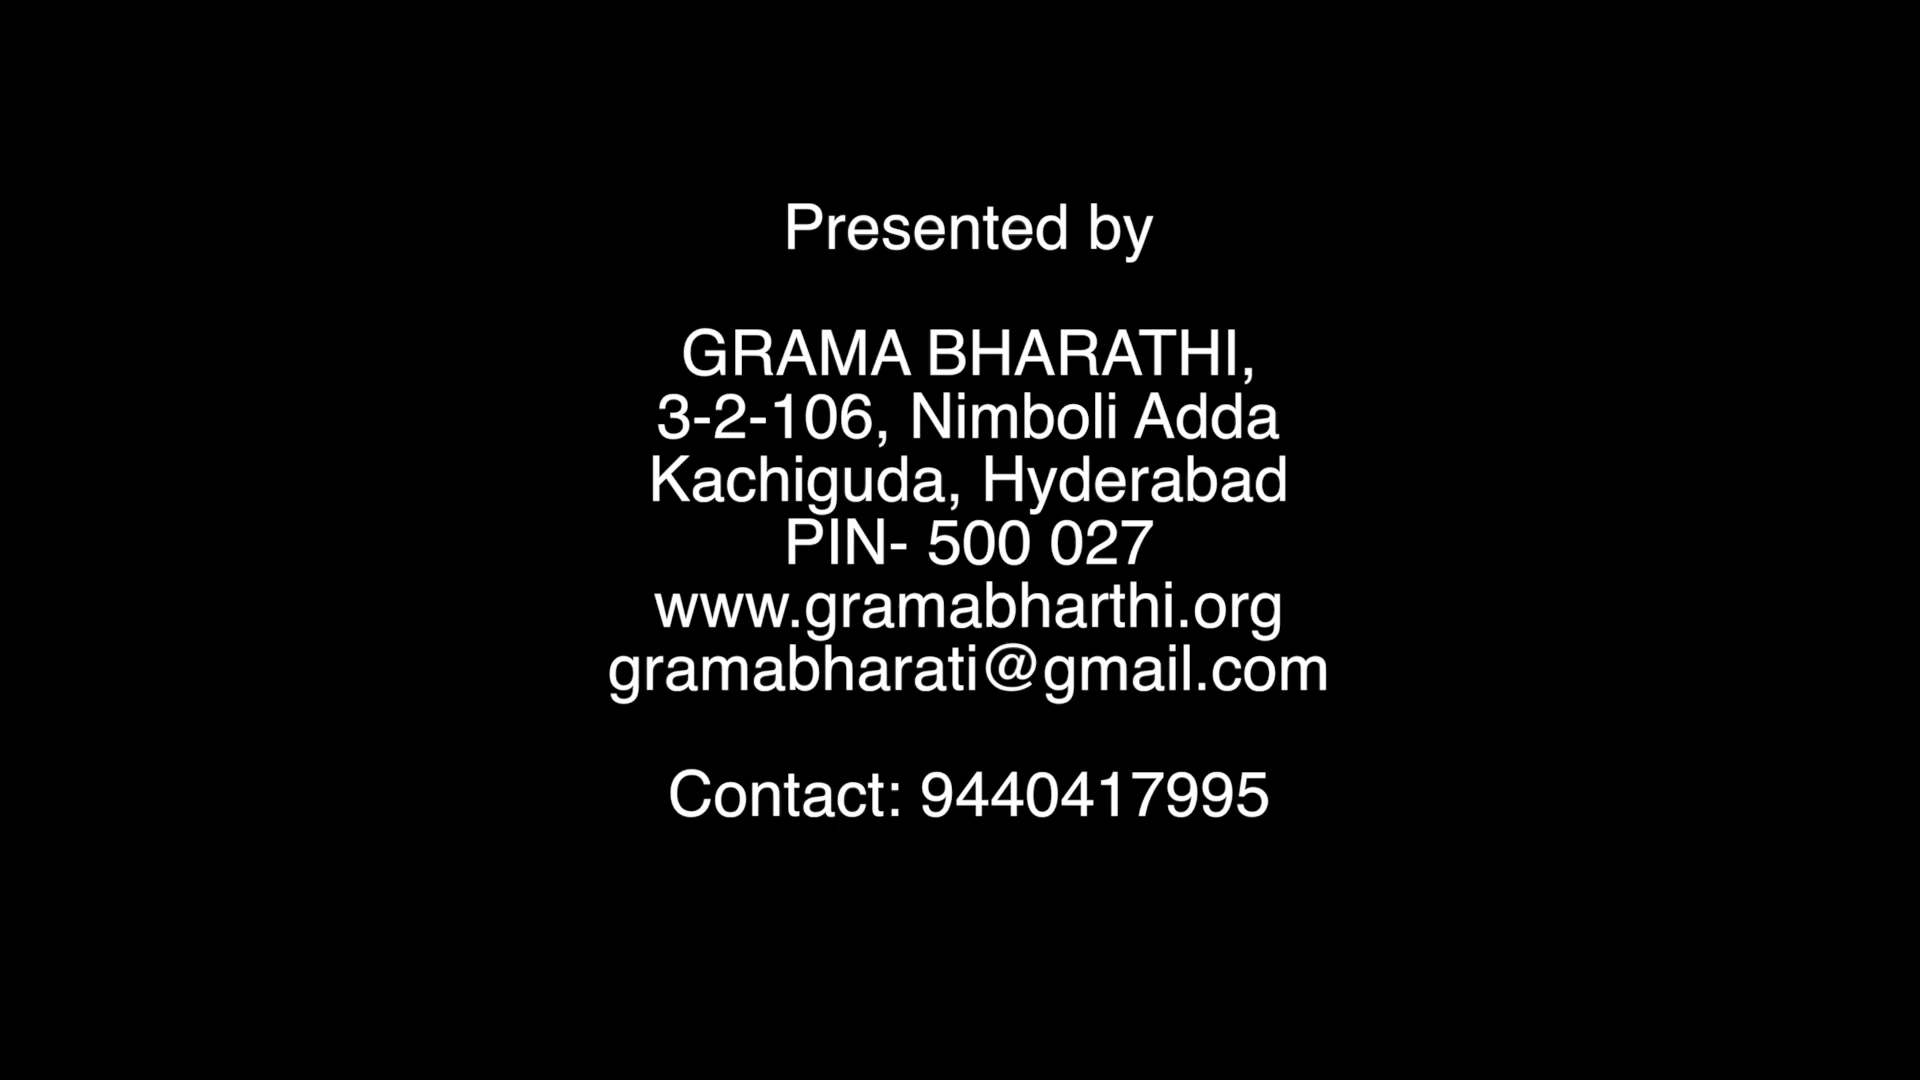 Presented by
GRAMA BHARATHI,
3-2-106, Nimboli Adda
Kachiguda, Hyderabad
PIN- 500 027
www.gramabharthi.org
gramabharati@gmail.com
Contact: 9440417995